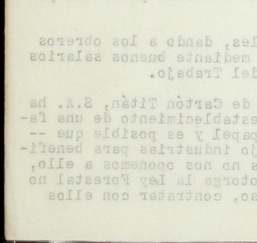 les, dando a los obreros
mediante buenos salarios
del Trabajo.
de Cartón Titán, S.A. ha
establecimiento de una fá-
papel y es posible que --
jo industrias para benefi-
s no nos oponemos a ello,
otorga la Ley Forestal no
so, contratar con ellos